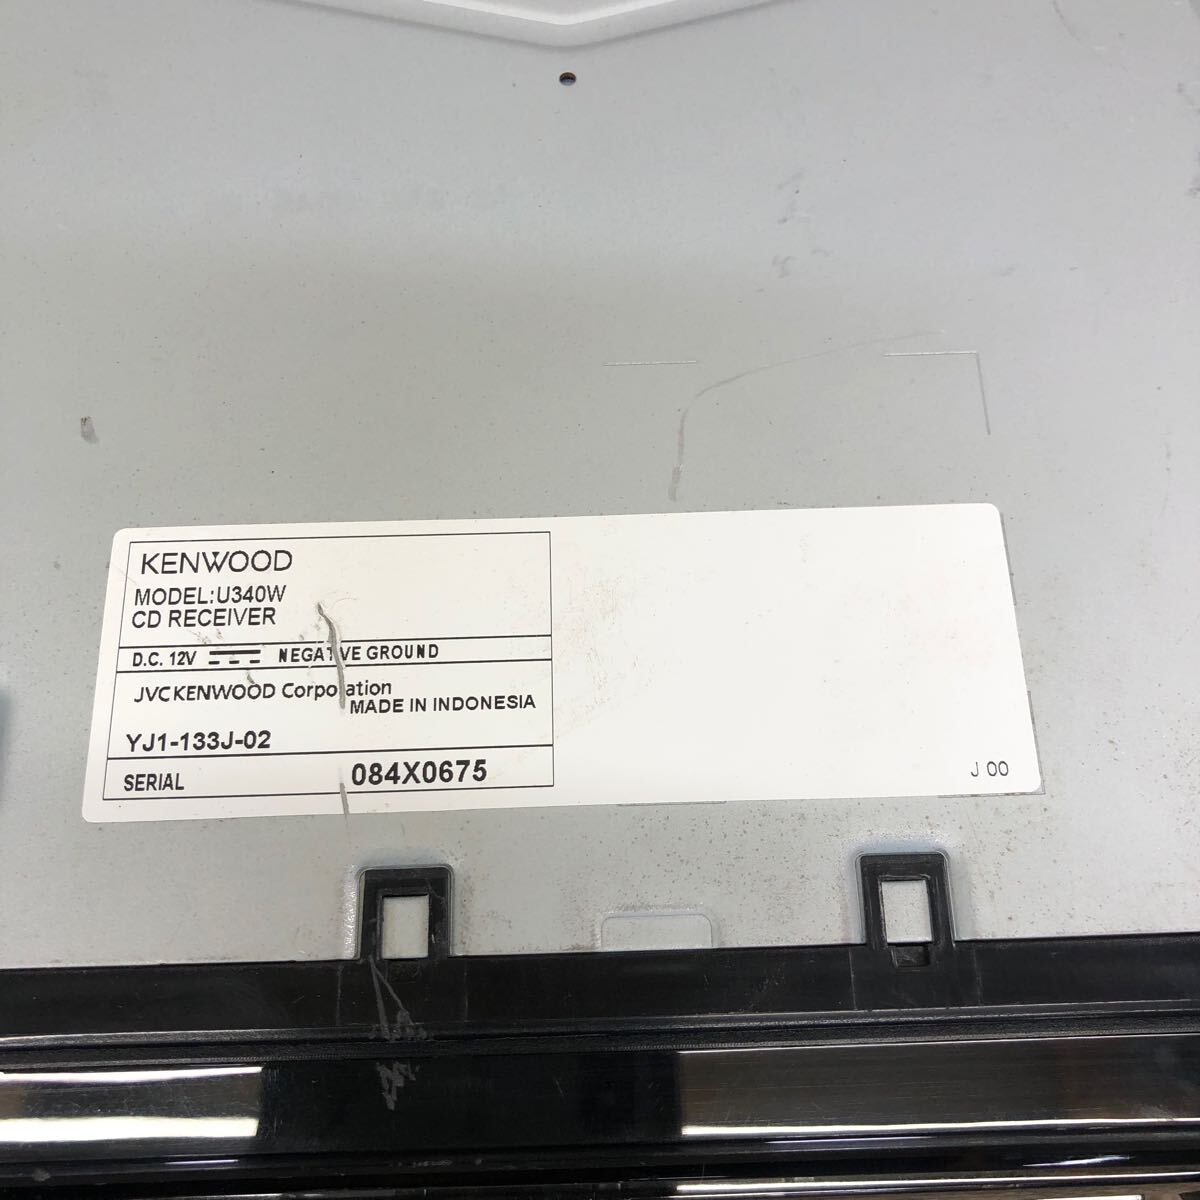 KENWOOD
MODEL:U340W
CD RECEIVER
D.C. 12V NEGATIVE GROUND
JVCKENWOOD Corporation
MADE IN INDONESIA
YJ1-133J-02
SERIAL 084X0675
J 00